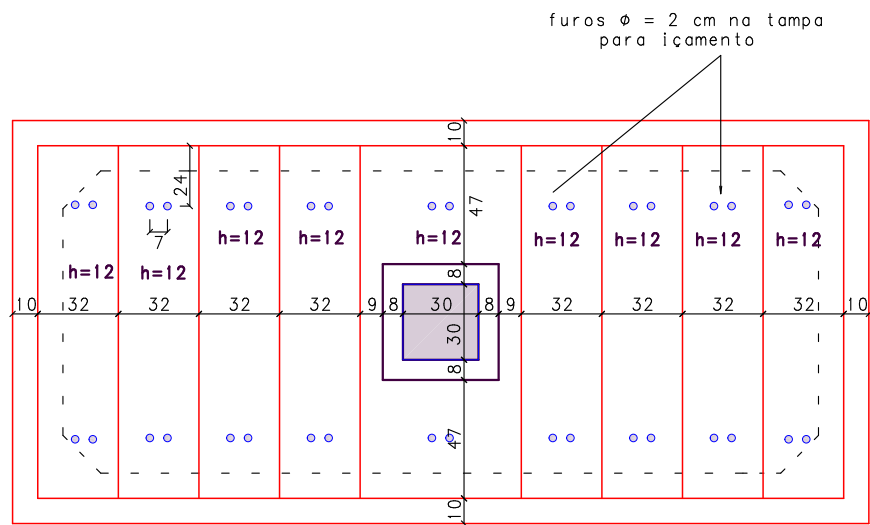 furos φ = 2 cm na tampa
para içamento
10
24
47
7
h=12 h=12 h=12 h=12 h=12 h=12 h=12
h=12 h=12
8
10 32 32 32 32 9 8 30 8 9 32 32 32 32 10
30
8
47
10